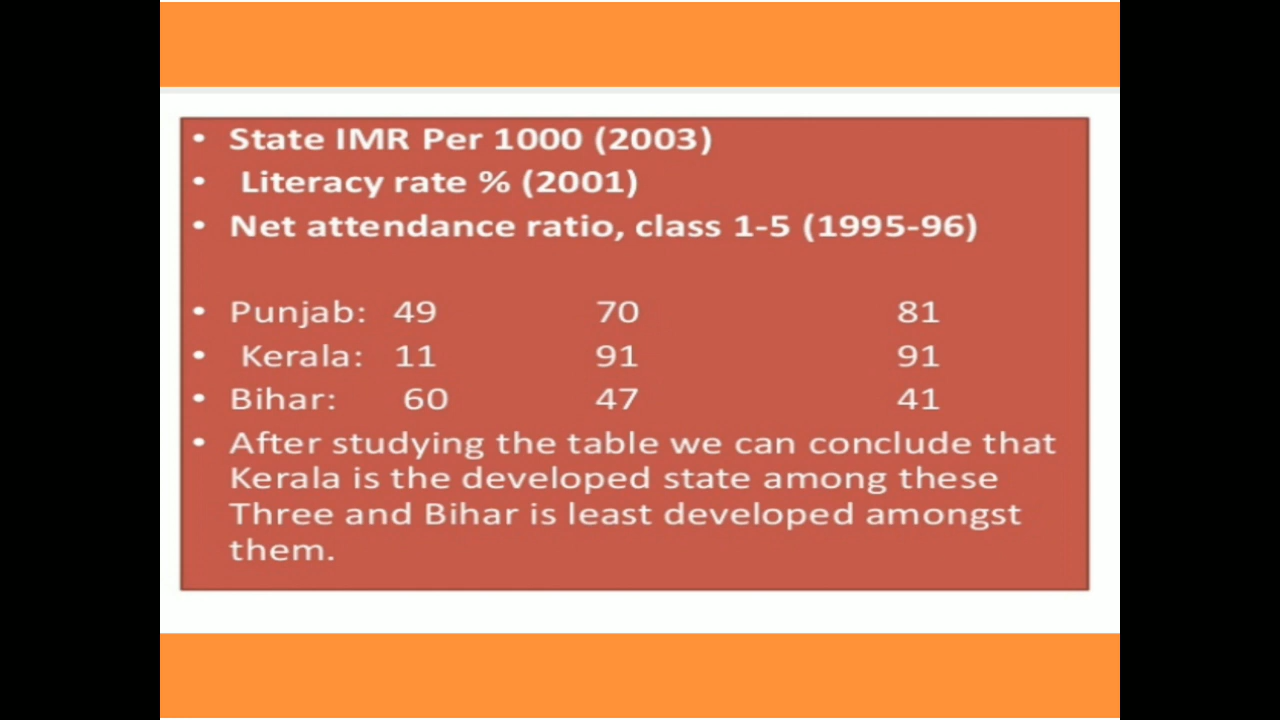 • State IMR Per 1000 (2003)
• Literacy rate % (2001)
• Net attendance ratio, class 1-5 (1995-96)
• Punjab: 49 70 81
• Kerala: 11 91 91
• Bihar: 60 47 41
• After studying the table we can conclude that
Kerala is the developed state among these
Three and Bihar is least developed amongst
them.